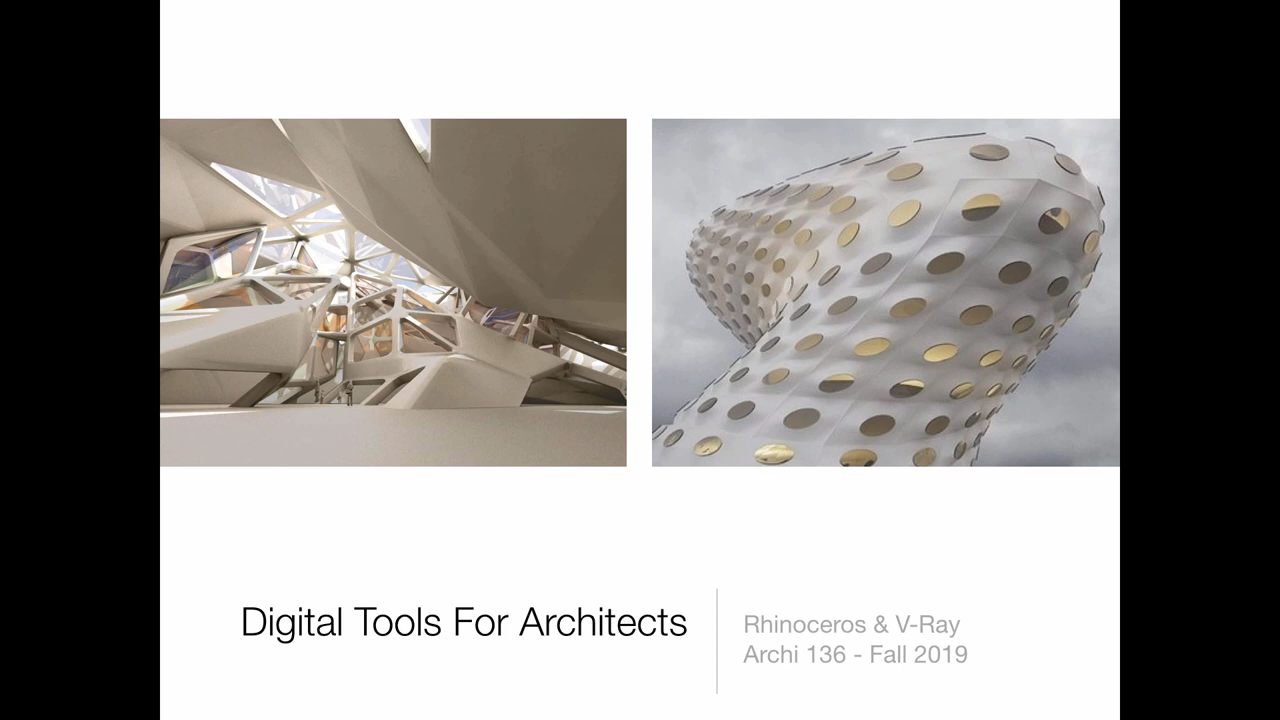 Digital Tools For Architects
Rhinoceros & V-Ray
Archi 136 - Fall 2019